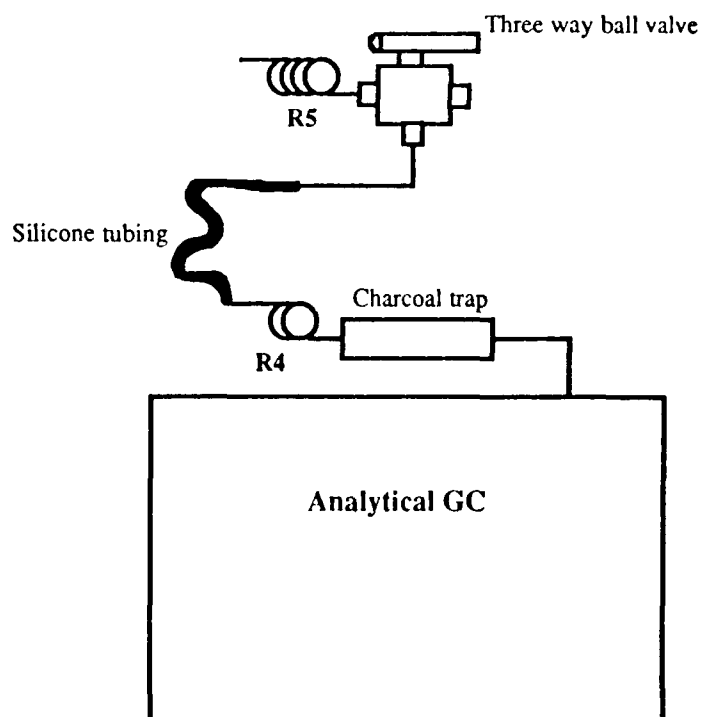 Three way ball valve
R5
Silicone tubing
Charcoal trap
R4
Analytical GC